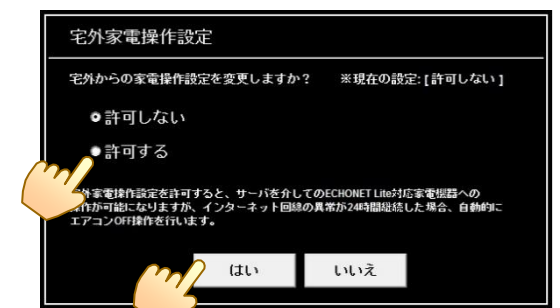 宅外家電操作設定
宅外からの家電操作設定を変更しますか？　※現在の設定:[許可しない]
許可しない
許可する
外家電操作設定を許可すると、サーバを介してのECHONET Lite対応家電機器への
作が可能になりますが、インターネット回線の異常が24時間継続した場合、自動的に
エアコンOFF操作を行います。
はい　いいえ